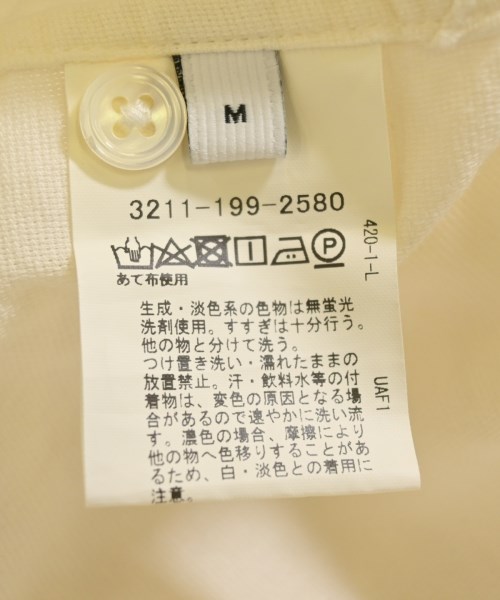 M
3211-199-2580
あて布使用
生成・淡色系の色物は無蛍光
洗剤使用。すすぎは十分行う。
他の物と分けて洗う。
つけ置き洗い・濡れたままの
放置禁止。汗・飲料水等の付
着物は、変色の原因となる場
合があるので速やかに洗い流
す。濃色の場合、摩擦により
他の物へ色移りすることがあ
るため、白・淡色との着用に
注意。
420-1-L
UAF1